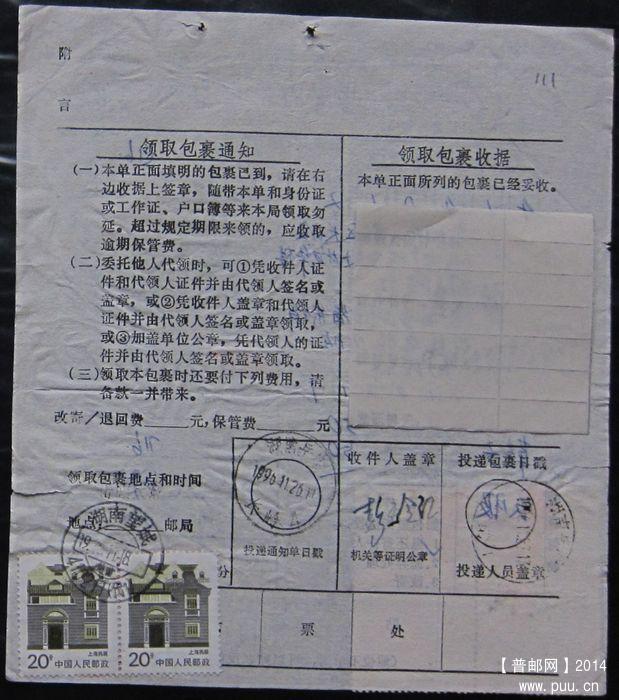 附
言
111
领取包裹通知
(一)本单正面填明的包裹已到，请在右
边收据上签章，随带本单和身份证
或工作证、户口簿等来本局领取勿
延。超过规定期限来领的，应收取
逾期保管费。
(二)委托他人代领时，可①凭收件人证
件和代领人证件并由代领人签名或
盖章，或②凭收件人盖章和代领人
证件并由代领人签名或盖章领取，
或③加盖单位公章，凭代领人的证
件并由代领人签名或盖章领取。
(三)领取本包裹时还要付下列费用，请
备款一并带来。
改寄／退回费 元，保管费 元
领取包裹地点和时间
地 邮局
分
领取包裹收据
本单正面所列的包裹已经妥收。
1996.11.26
投递通知单日戳
收件人盖章
机关等证明公章
投递包裹日戳
投递人员盖章
湖南望城
票 处
上海民居
20分 中国人民邮政
上海民居
20分 中国人民邮政
【普邮网】2014
www.puu.cn